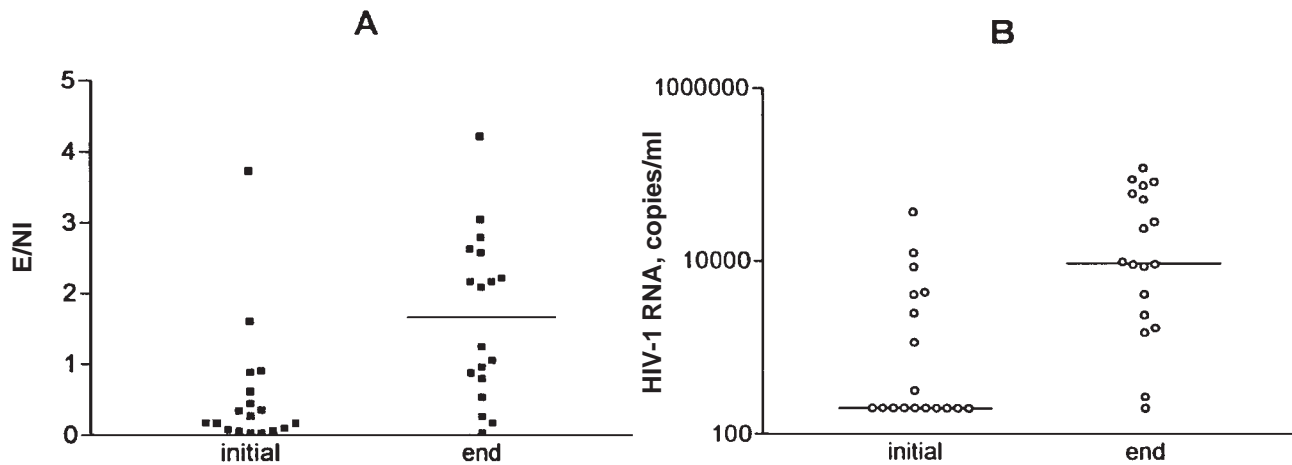 A
5
4
3
2
1
0
E/NI
initial
end
B
1000000
10000
100
HIV-1 RNA, copies/ml
initial
end